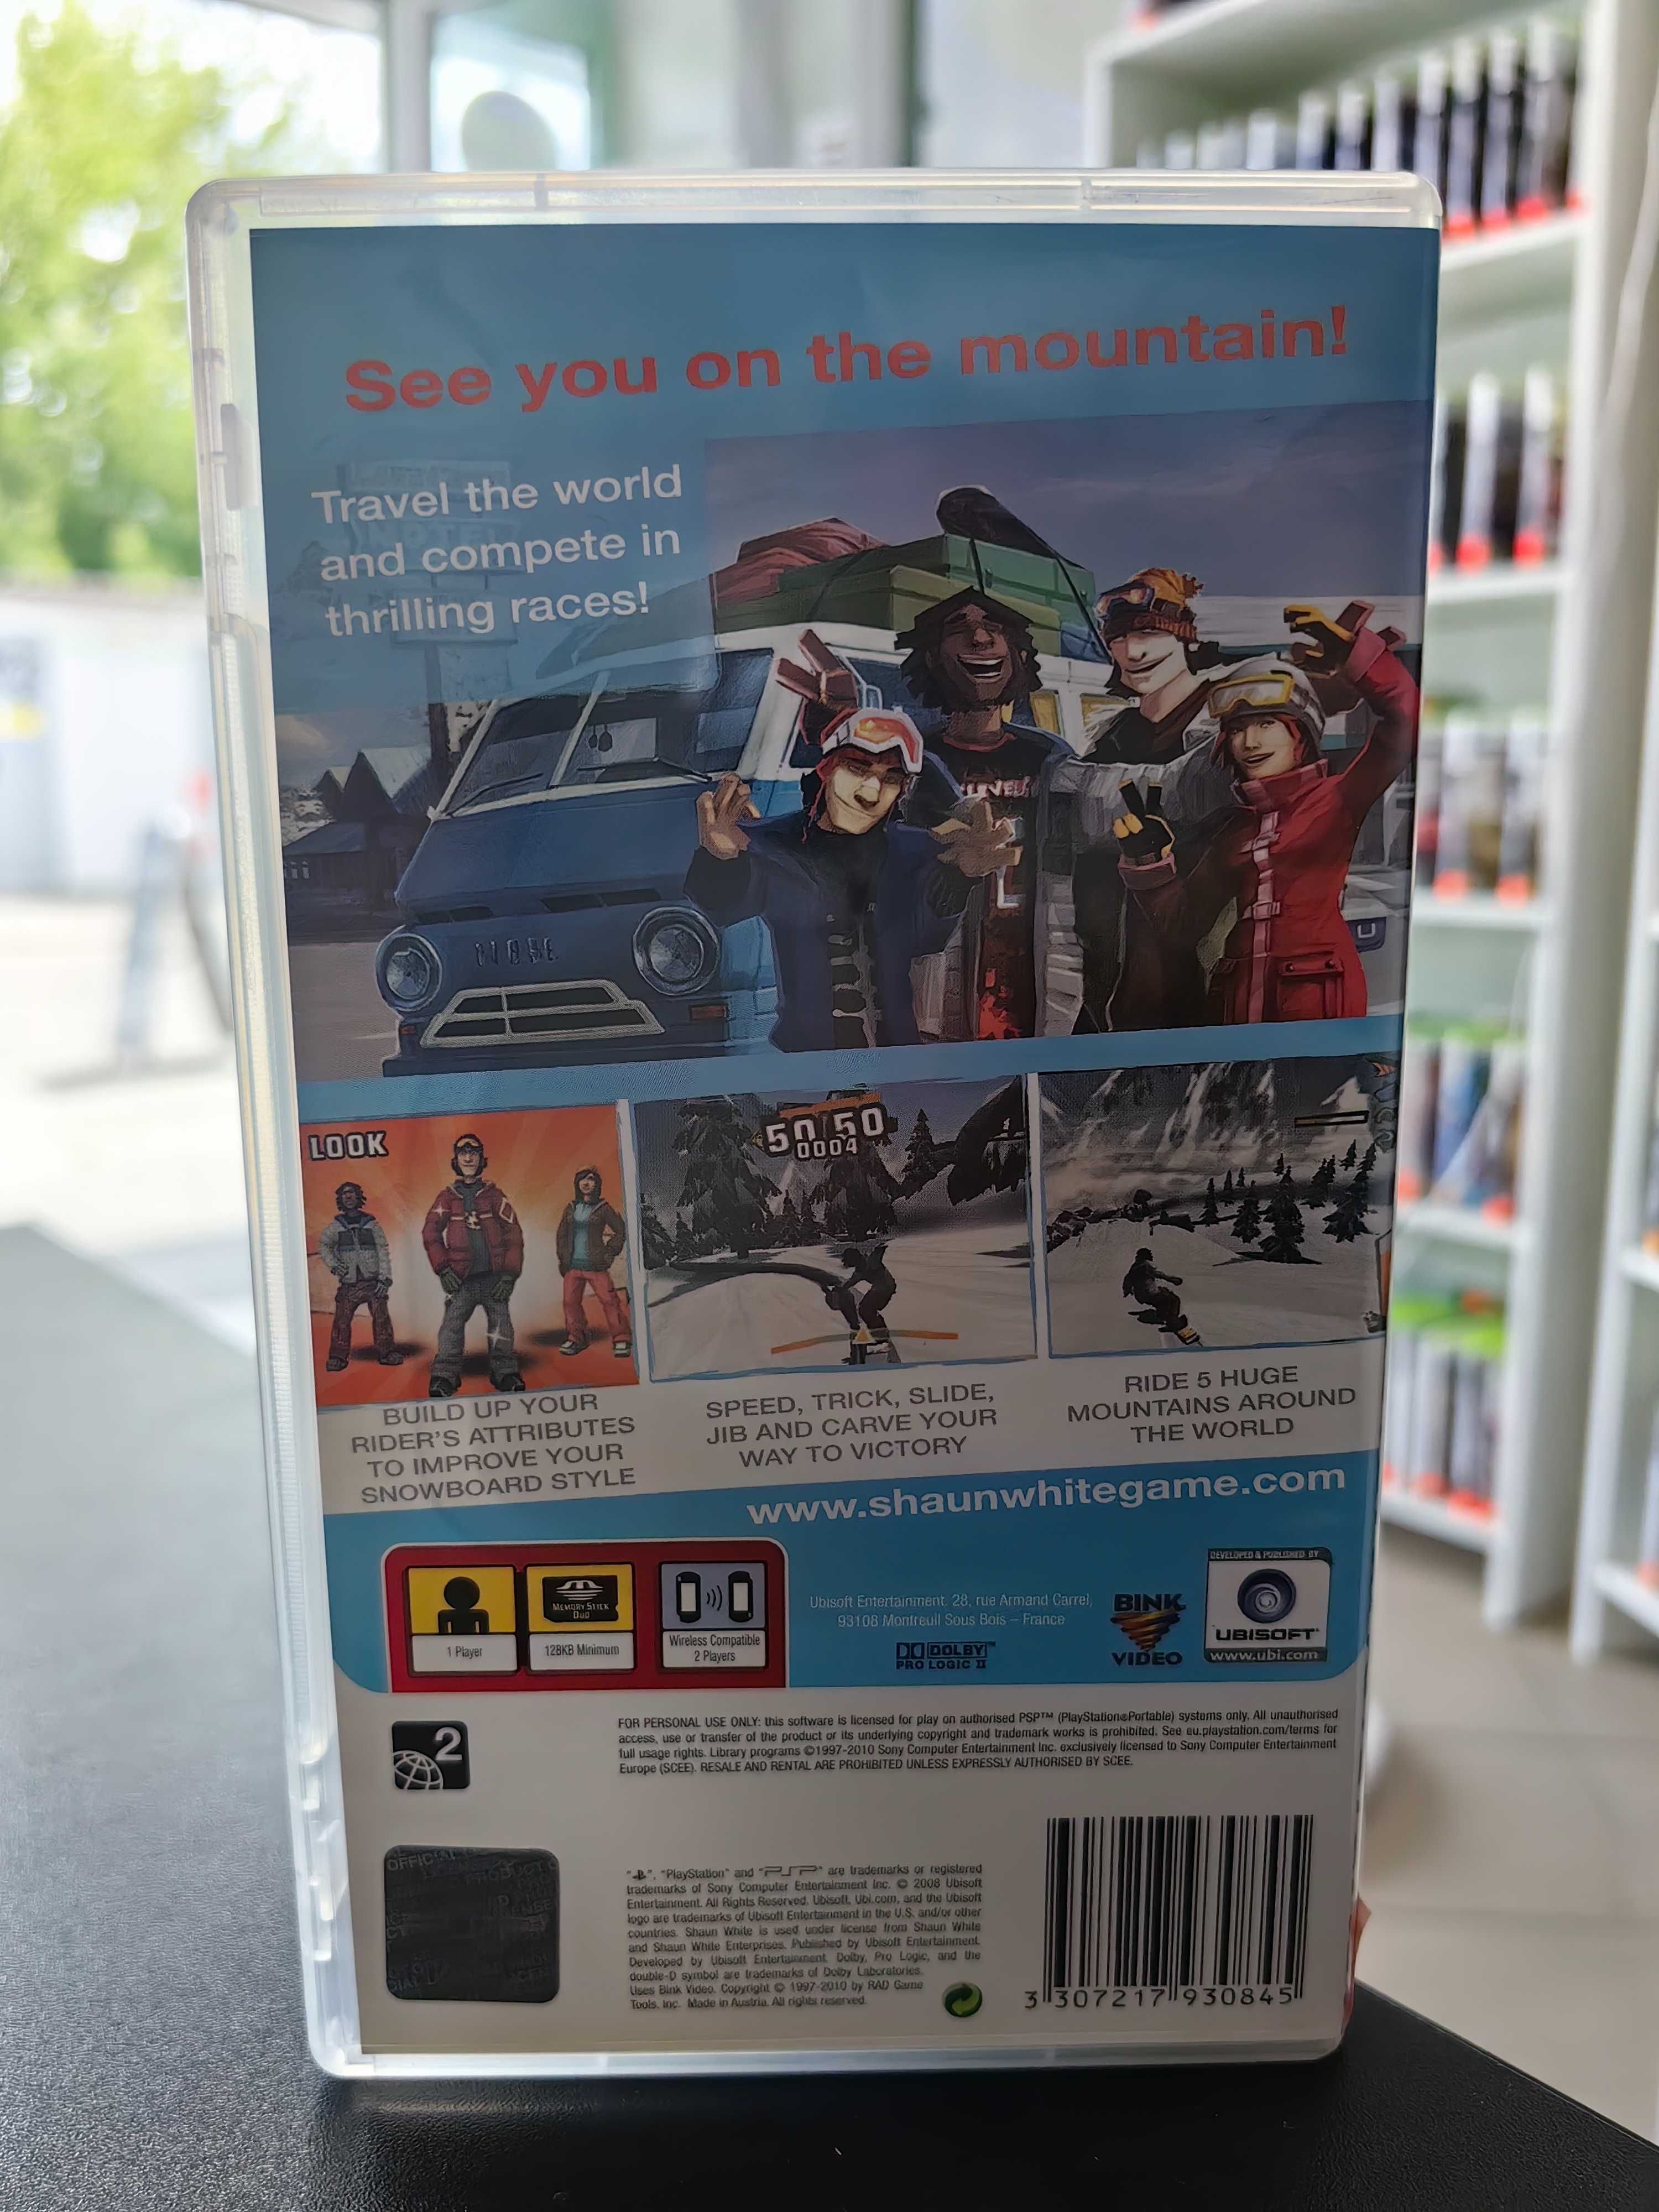 See you on the mountain!
Travel the world
and compete in
thrilling races!
LOOK
50 50
0004
BUILD UP YOUR
RIDER'S ATTRIBUTES
TO IMPROVE YOUR
SNOWBOARD STYLE
SPEED, TRICK, SLIDE,
JIB AND CARVE YOUR
WAY TO VICTORY
RIDE 5 HUGE
MOUNTAINS AROUND
THE WORLD
www.shaunwhitegame.com
1 Player
MEMORY STICK
DUO
128KB Minimum
Wireless Compatible
2 Players
Ubisoft Entertainment, 28, rue Armand Carrel,
93108 Montreuil Sous Bois – France
DOLBY™
PRO LOGIC II
BINK
VIDEO
DEVELOPED & PUBLISHED BY
UBISOFT
www.ubi.com
2
FOR PERSONAL USE ONLY: this software is licensed for play on authorised PSP™ (PlayStation®Portable) systems only. All unauthorised
access, use or transfer of the product or its underlying copyright and trademark works is prohibited. See eu.playstation.com/terms for
full usage rights. Library programs ©1997-2010 Sony Computer Entertainment Inc. exclusively licensed to Sony Computer Entertainment
Europe (SCEE). RESALE AND RENTAL ARE PROHIBITED UNLESS EXPRESSLY AUTHORISED BY SCEE.
"PlayStation" and "PSP" are trademarks or registered
trademarks of Sony Computer Entertainment Inc. © 2008 Ubisoft
Entertainment. All Rights Reserved. Ubisoft, Ubi.com, and the Ubisoft
logo are trademarks of Ubisoft Entertainment in the U.S. and/or other
countries. Shaun White is used under license from Shaun White
and Shaun White Enterprises. Published by Ubisoft Entertainment.
Developed by Ubisoft Entertainment. Dolby, Pro Logic, and the
double-D symbol are trademarks of Dolby Laboratories.
Uses Bink Video. Copyright © 1997-2010 by RAD Game
Tools, Inc. Made in Austria. All rights reserved.
3 307217 930845